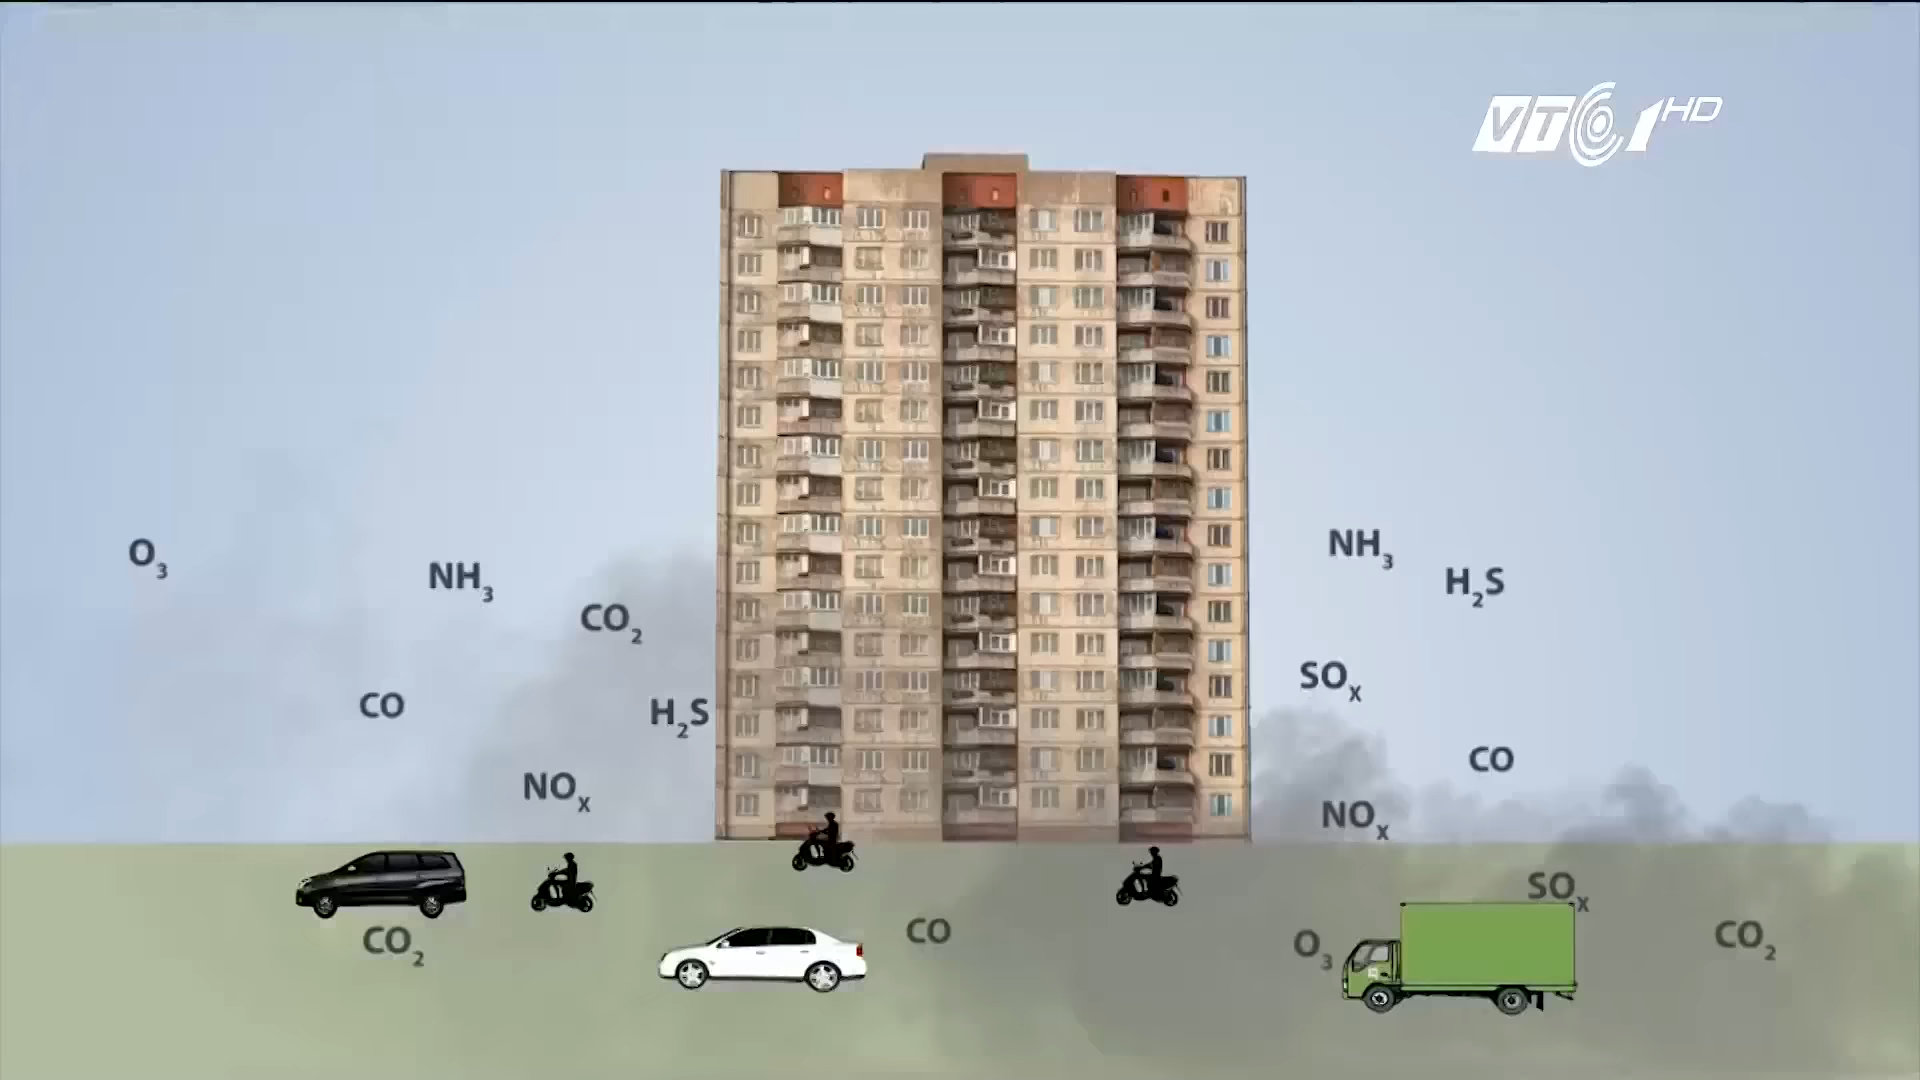 VTC1 HD
O₃
NH₃
CO₂
CO
H₂S
NOₓ
NH₃
H₂S
SOₓ
CO
NOₓ
CO₂
CO
SOₓ
O₃
CO₂